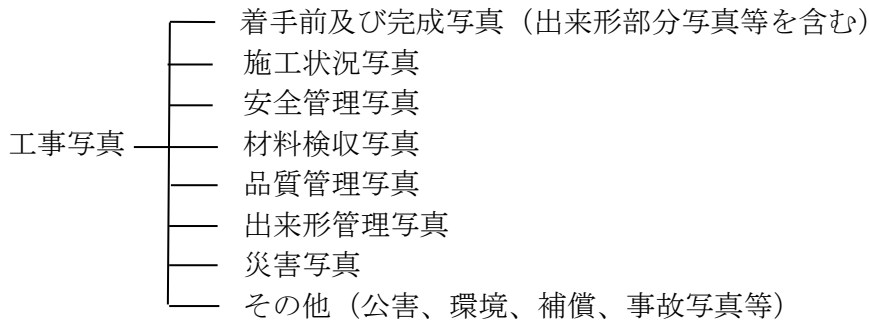 着手前及び完成写真（出来形部分写真等を含む）
施工状況写真
安全管理写真
工事写真 材料検収写真
品質管理写真
出来形管理写真
災害写真
その他（公害、環境、補償、事故写真等）